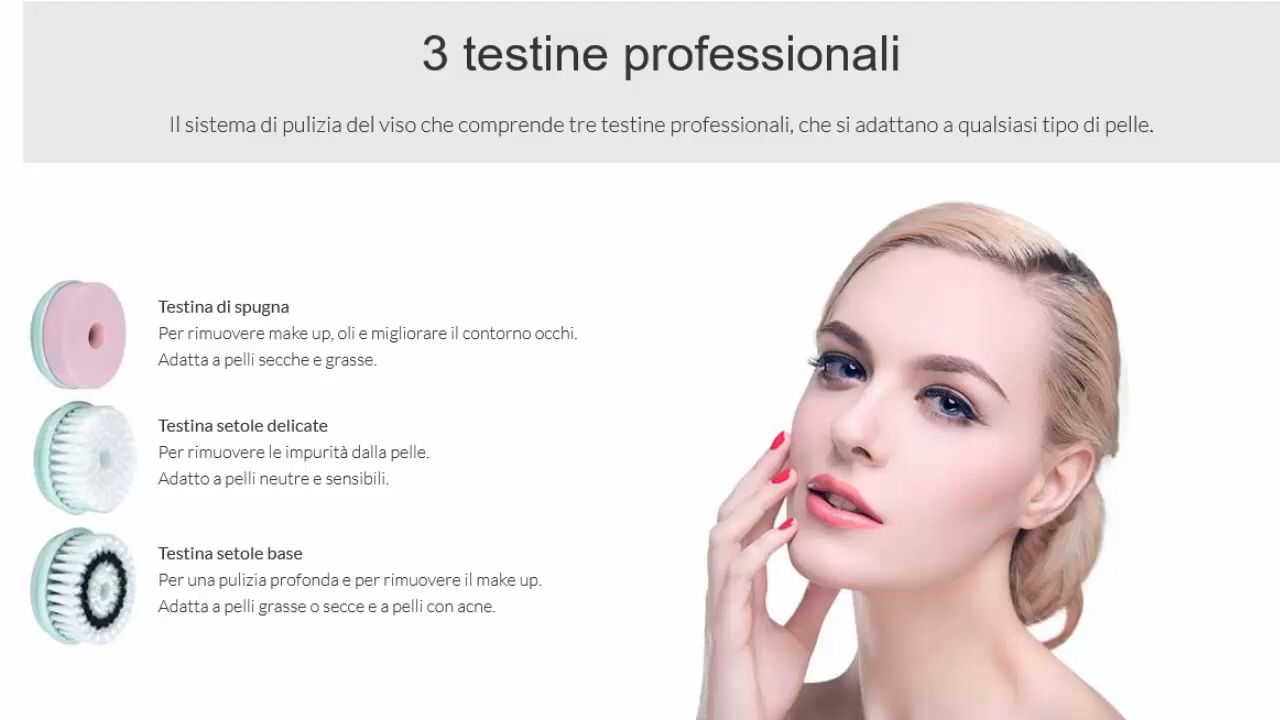 3 testine professionali
Il sistema di pulizia del viso che comprende tre testine professionali, che si adattano a qualsiasi tipo di pelle.
Testina di spugna
Per rimuovere make up, oli e migliorare il contorno occhi.
Adatta a pelli secche e grasse.
Testina setole delicate
Per rimuovere le impurità dalla pelle.
Adatto a pelli neutre e sensibili.
Testina setole base
Per una pulizia profonda e per rimuovere il make up.
Adatta a pelli grasse o secce e a pelli con acne.